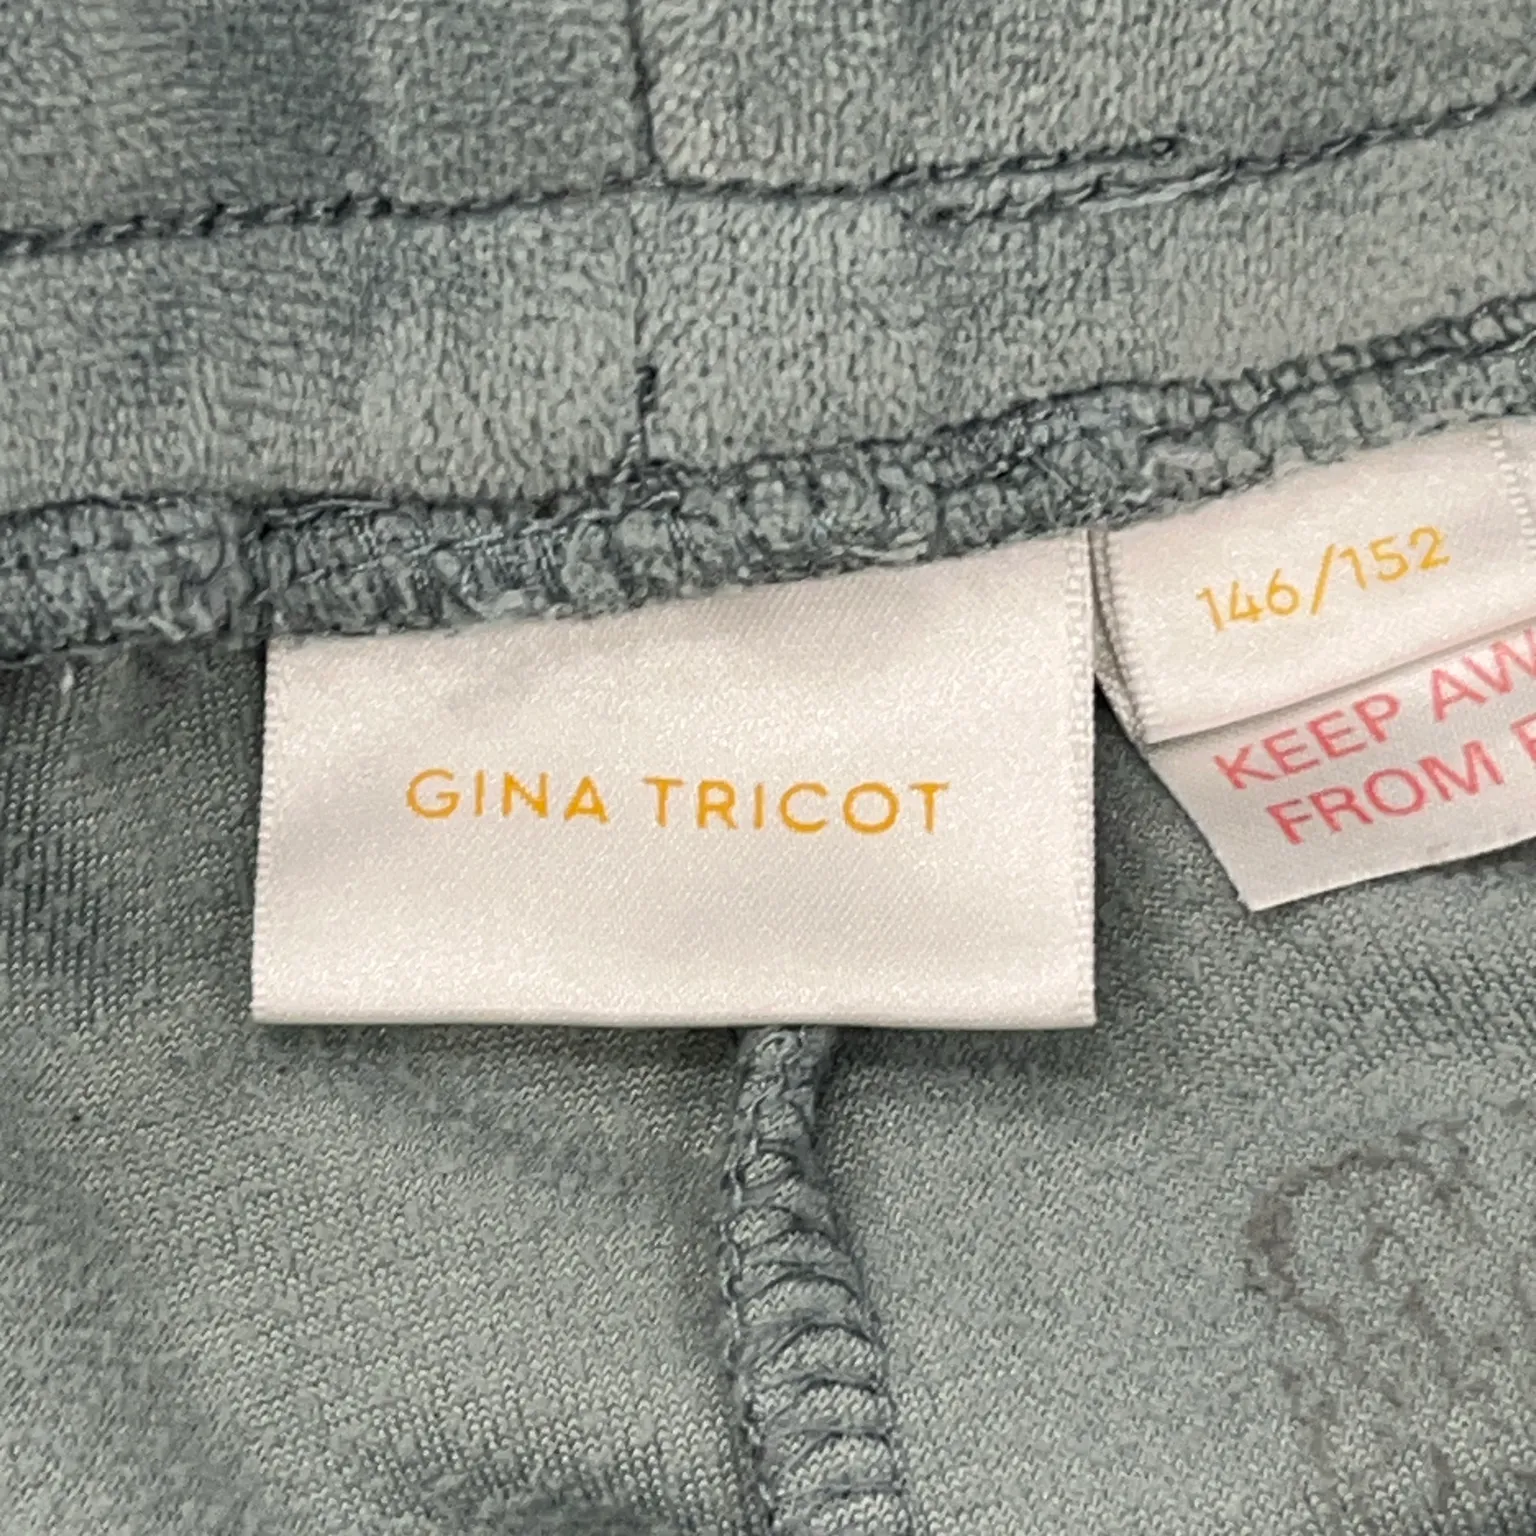 GINA TRICOT
146/152
KEEP AW
FROM